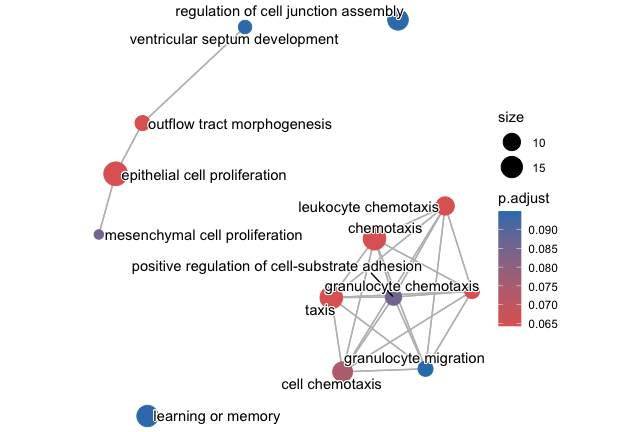 regulation of cell junction assembly
ventricular septum development
outflow tract morphogenesis
epithelial cell proliferation
mesenchymal cell proliferation
leukocyte chemotaxis
chemotaxis
positive regulation of cell-substrate adhesion
granulocyte chemotaxis
taxis
granulocyte migration
cell chemotaxis
learning or memory
size
10
15
p.adjust
0.090
0.085
0.080
0.075
0.070
0.065